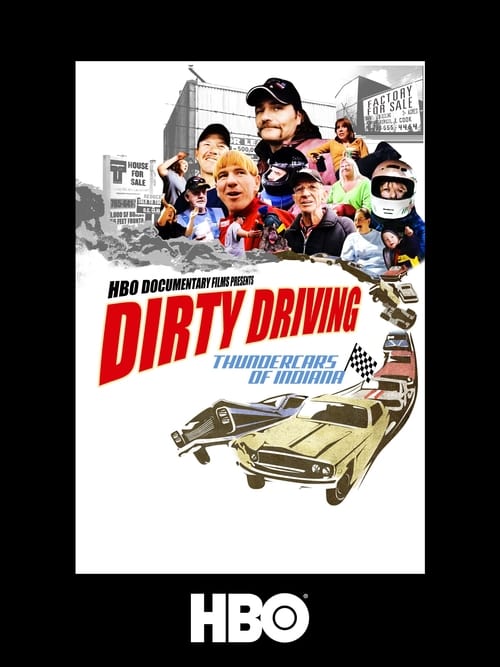 FACTORY
FOR SALE
HOUSE
FOR SALE
HBO DOCUMENTARY FILMS PRESENTS
DIRTY DRIVING
THUNDERCARS
OF INDIANA
HBO